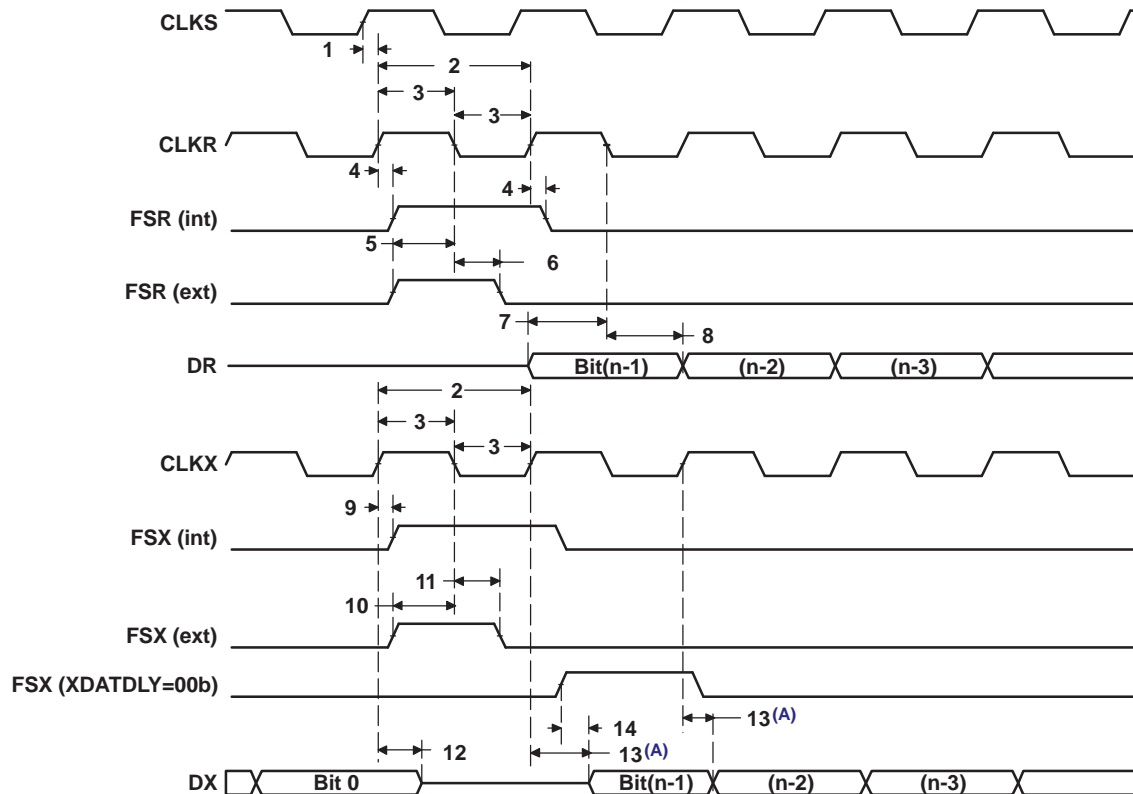 CLKS
1
2
3
3
CLKR
4
4
FSR (int)
5
6
FSR (ext)
7
8
DR Bit(n-1) (n-2) (n-3)
2
3
3
CLKX
9
FSX (int)
11
10
FSX (ext)
FSX (XDATDLY=00b)
13(A)
14
12
13(A)
DX Bit 0 Bit(n-1) (n-2) (n-3)